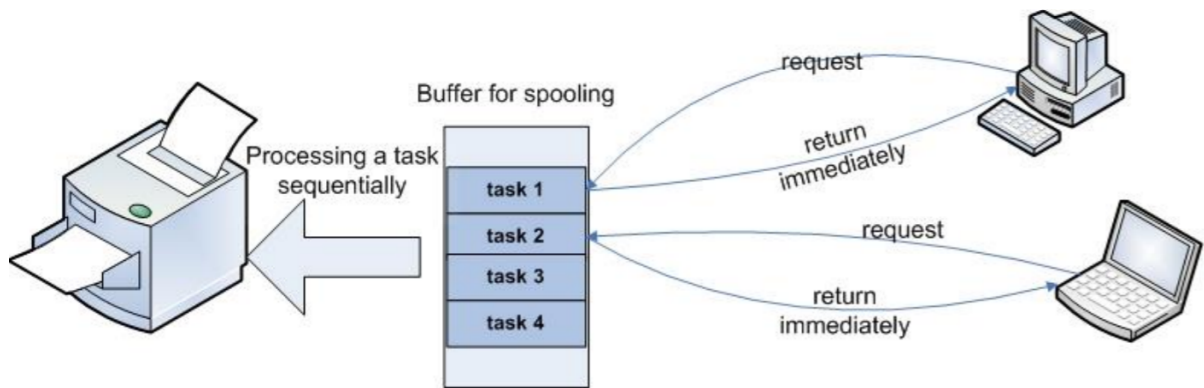 Buffer for spooling
Processing a task
sequentially
task 1
task 2
task 3
task 4
request
return
immediately
request
return
immediately